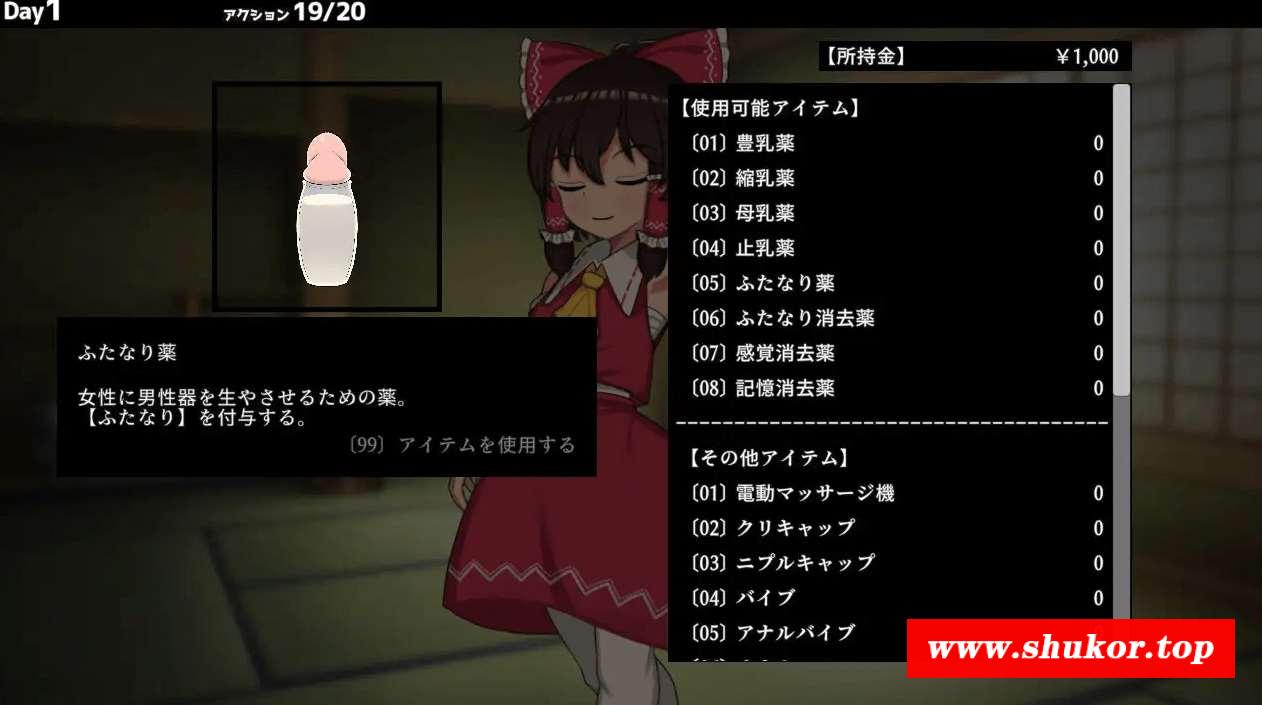 Day1
アクション 19/20
【所持金】 ￥1,000
【使用可能アイテム】
〔01〕豊乳薬 0
〔02〕縮乳薬 0
〔03〕母乳薬 0
〔04〕止乳薬 0
〔05〕ふたなり薬 0
〔06〕ふたなり消去薬 0
〔07〕感覚消去薬 0
〔08〕記憶消去薬 0
【その他アイテム】
〔01〕電動マッサージ機 0
〔02〕クリキャップ 0
〔03〕ニプルキャップ 0
〔04〕バイブ 0
〔05〕アナルバイブ
ふたなり薬
女性に男性器を生やさせるための薬。
【ふたなり】を付与する。
〔99〕アイテムを使用する
www.shukor.top